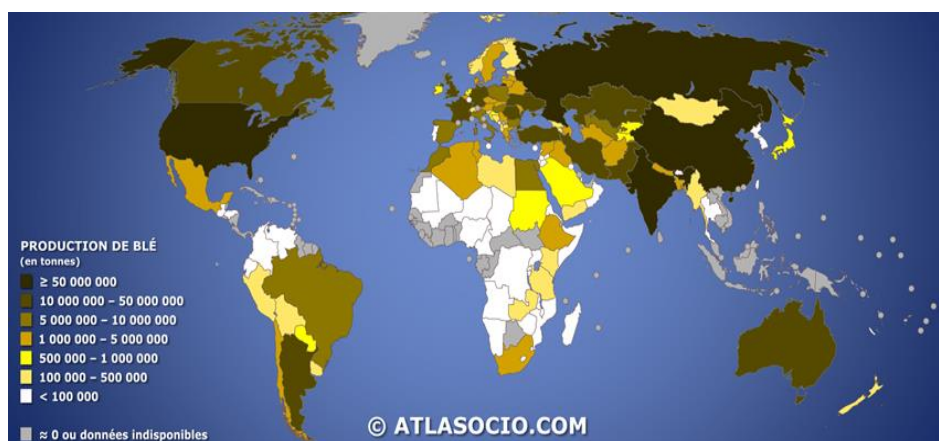 PRODUCTION DE BLÉ
(en tonnes)
≥ 50 000 000
10 000 000 – 50 000 000
5 000 000 – 10 000 000
1 000 000 – 5 000 000
500 000 – 1 000 000
100 000 – 500 000
< 100 000
≈ 0 ou données indisponibles
© ATLASOCIO.COM